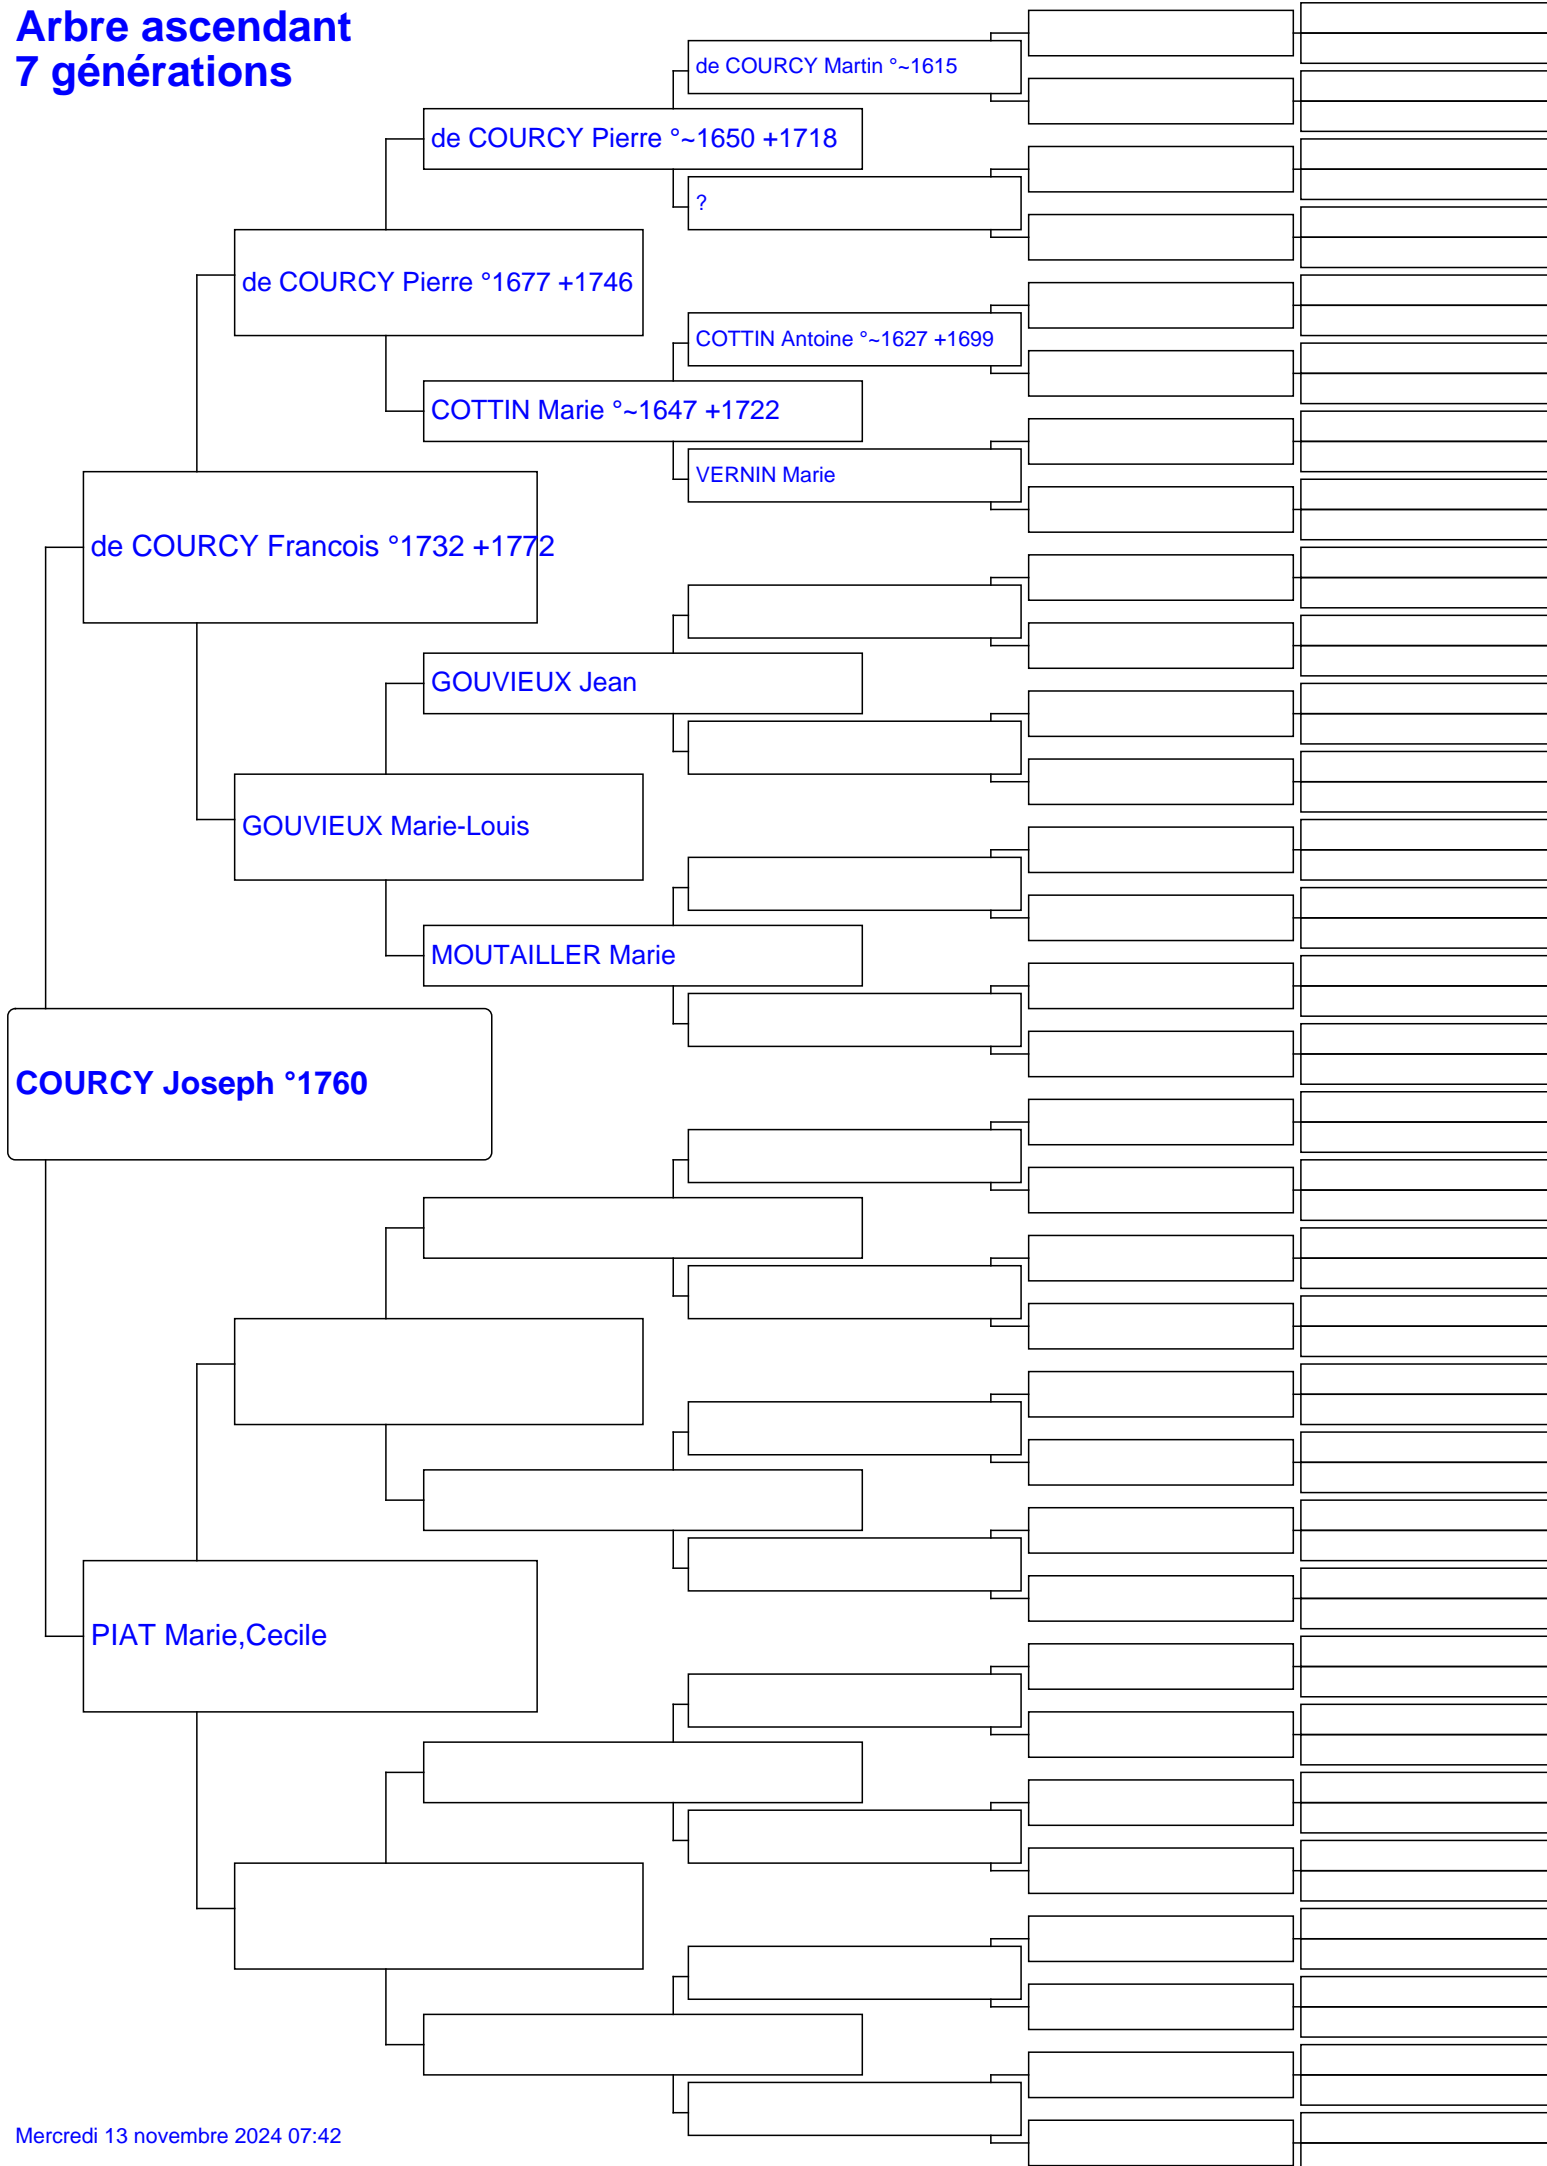 Arbre ascendant
7 générations
de COURCY Martin °~1615
de COURCY Pierre °~1650 +1718
?
de COURCY Pierre °1677 +1746
COTTIN Antoine °~1627 +1699
COTTIN Marie °~1647 +1722
VERNIN Marie
de COURCY Francois °1732 +1772
GOUVIEUX Jean
GOUVIEUX Marie-Louis
MOUTAILLER Marie
COURCY Joseph °1760
PIAT Marie,Cecile
Mercredi 13 novembre 2024 07:42